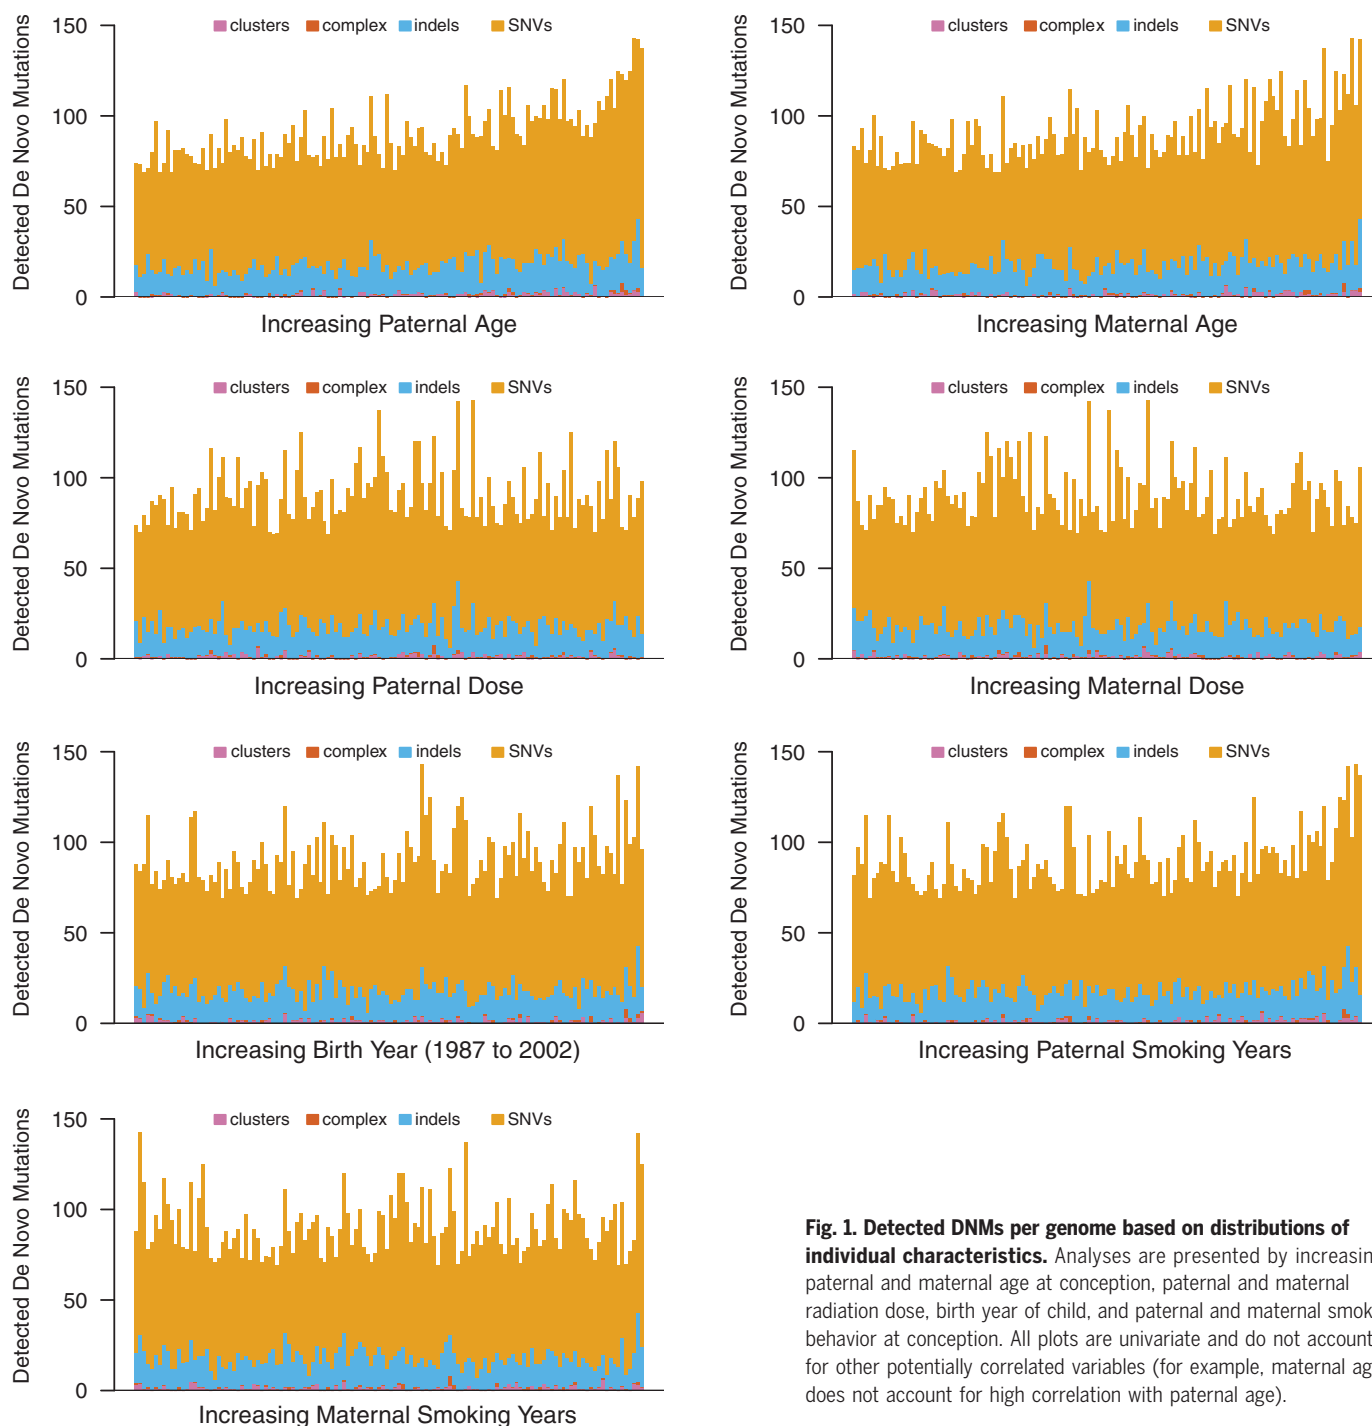 Detected De Novo Mutations
150
100
50
0
clusters complex indels SNVs
Increasing Paternal Age
Detected De Novo Mutations
150
100
50
0
clusters complex indels SNVs
Increasing Maternal Age
Detected De Novo Mutations
150
100
50
0
clusters complex indels SNVs
Increasing Paternal Dose
Detected De Novo Mutations
150
100
50
0
clusters complex indels SNVs
Increasing Maternal Dose
Detected De Novo Mutations
150
100
50
0
clusters complex indels SNVs
Increasing Birth Year (1987 to 2002)
Detected De Novo Mutations
150
100
50
0
clusters complex indels SNVs
Increasing Paternal Smoking Years
Detected De Novo Mutations
150
100
50
0
clusters complex indels SNVs
Increasing Maternal Smoking Years
Fig. 1. Detected DNMs per genome based on distributions of
individual characteristics. Analyses are presented by increasin
paternal and maternal age at conception, paternal and maternal
radiation dose, birth year of child, and paternal and maternal smok
behavior at conception. All plots are univariate and do not account
for other potentially correlated variables (for example, maternal ag
does not account for high correlation with paternal age).